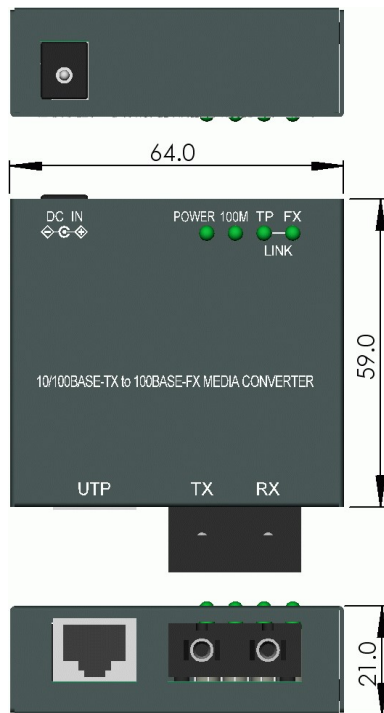 64.0
DC IN
POWER 100M TP FX
LINK
59.0
10/100BASE-TX to 100BASE-FX MEDIA CONVERTER
UTP TX RX
21.0